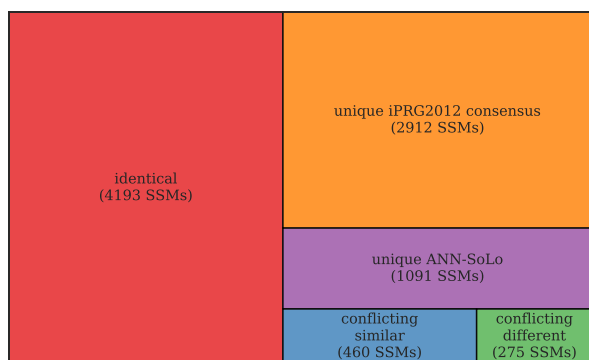 identical
(4193 SSMs)
unique iPRG2012 consensus
(2912 SSMs)
unique ANN-SoLo
(1091 SSMs)
conflicting
similar
(460 SSMs)
conflicting
different
(275 SSMs)